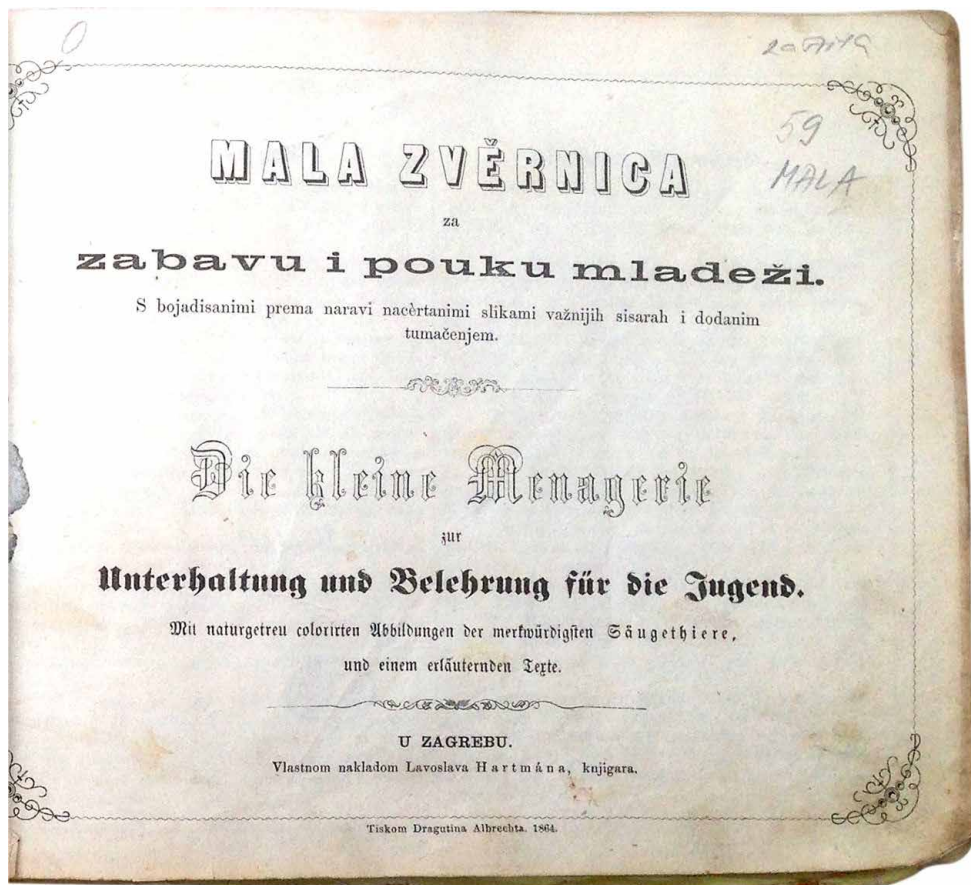 0
59
MALA
MALA ZVĚRNICA
za
zabavu i pouku mladeži.
S bojadisanimi prema naravi nacèrtanimi slikami važnijih sisarah i dodanim
tumačenjem.
Die kleine Menagerie
zur
Unterhaltung und Belehrung für die Jugend.
Mit naturgetreu colorirten Abbildungen der merkwürdigsten Säugethiere,
und einem erläuternden Texte.
U ZAGREBU.
Vlastnom nakladom Lavoslava Hartmána, knjigara.
Tiskom Dragutina Albrechta. 1864.